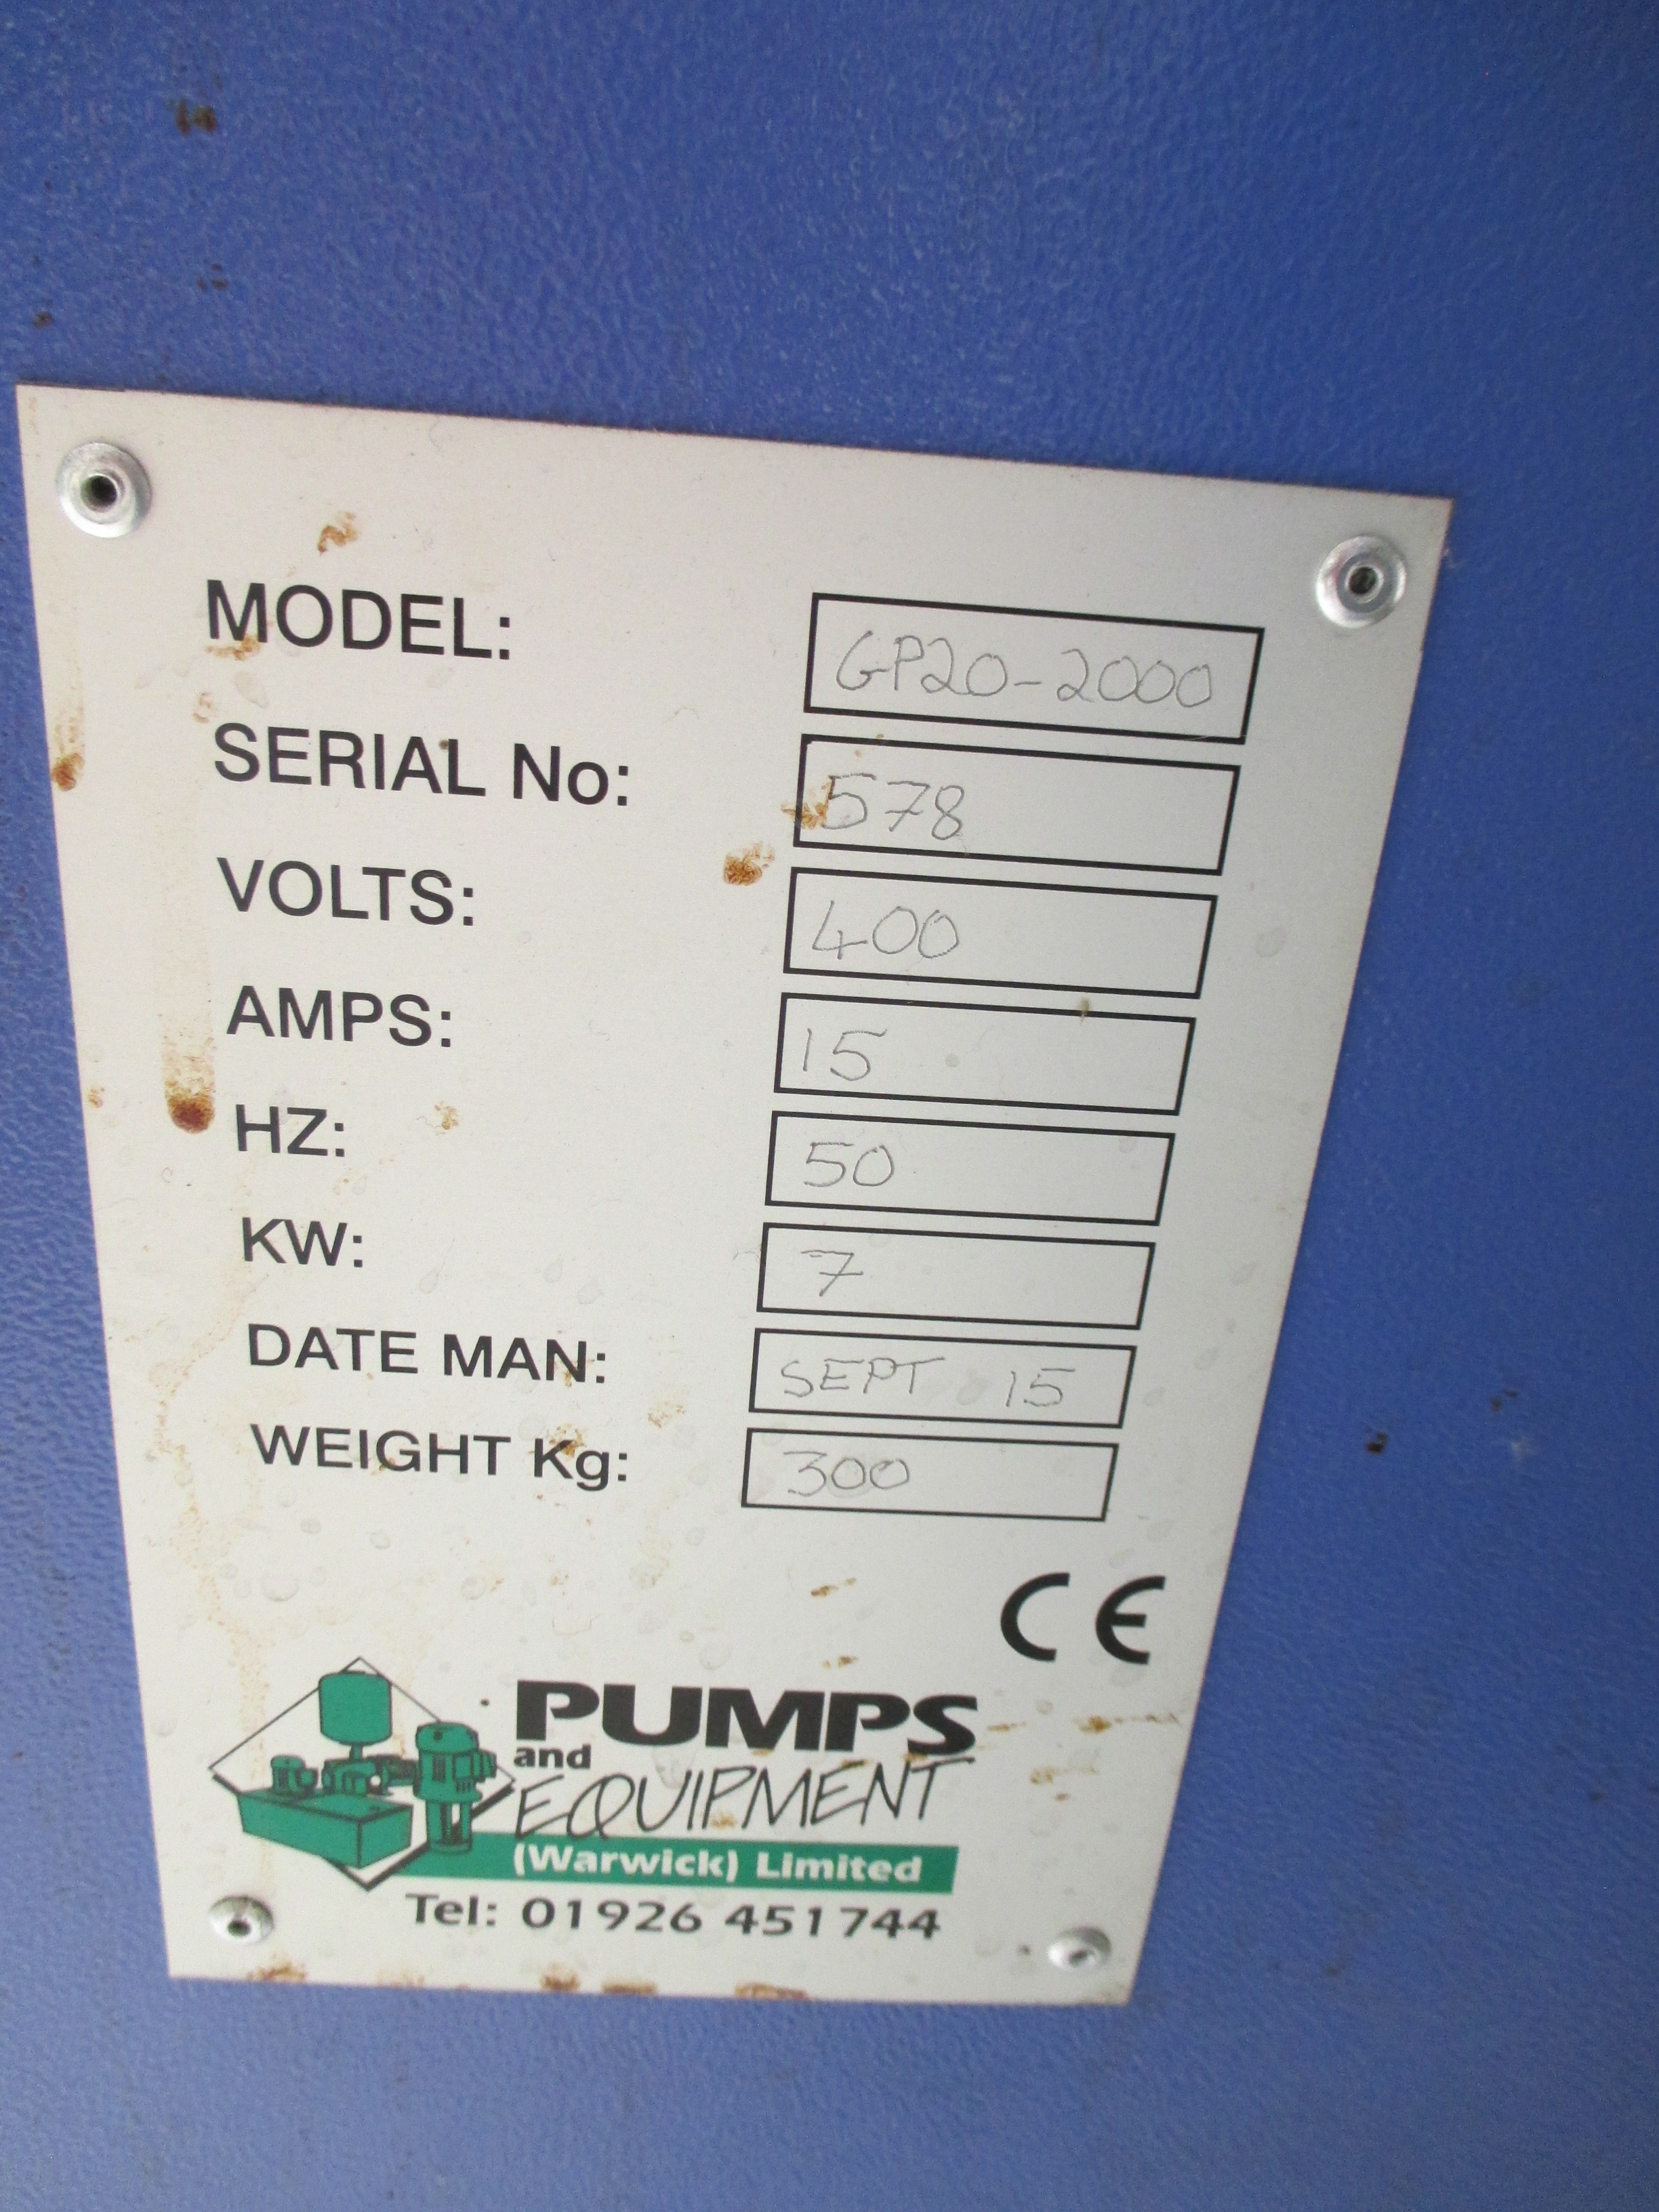 MODEL: GP20-2000
SERIAL No: 578
VOLTS: 400
AMPS: 15
HZ: 50
KW: 7
DATE MAN: SEPT 15
WEIGHT Kg: 300
CE
PUMPS
and
EQUIPMENT
(Warwick) Limited
Tel: 01926 451744